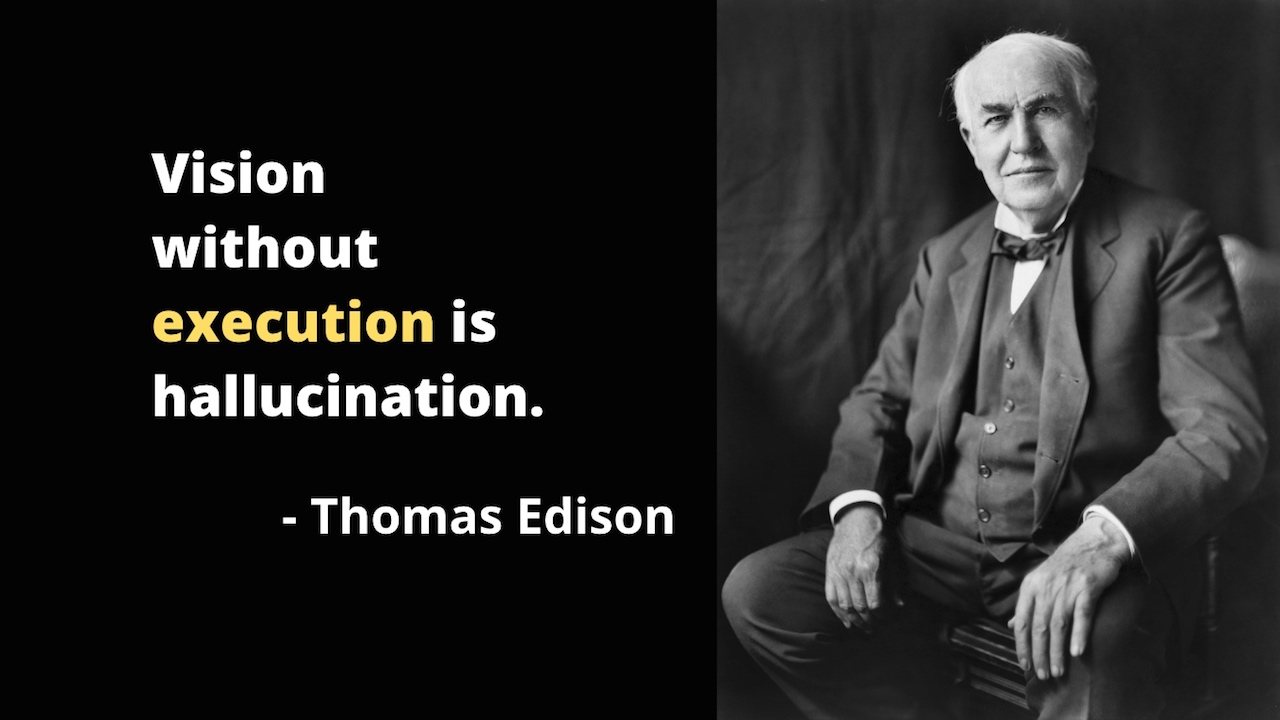 Vision
without
execution is
hallucination.
- Thomas Edison